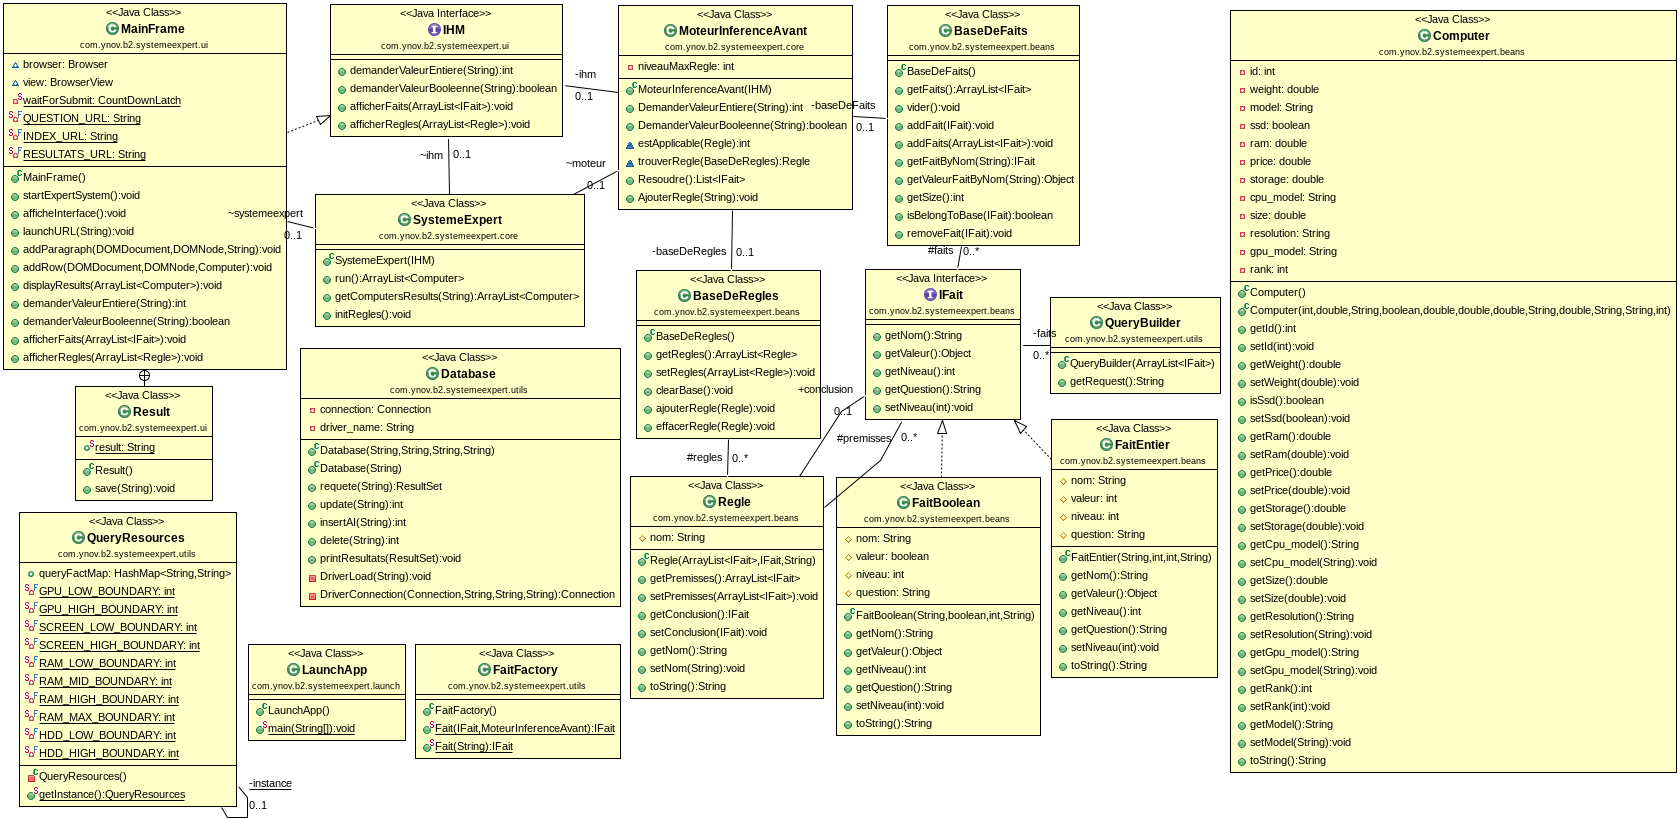 <<Java Class>>
MainFrame
com.ynov.b2.systemeexpert.ui
browser: Browser
view: BrowserView
waitForSubmit: CountDownLatch
QUESTION_URL: String
INDEX_URL: String
RESULTATS_URL: String
MainFrame()
startExpertSystem():void
afficheInterface():void
launchURL(String):void
addParagraph(DOMDocument,DOMNode,String):void
addRow(DOMDocument,DOMNode,Computer):void
displayResults(ArrayList<Computer>):void
demanderValeurEntiere(String):int
demanderValeurBooleenne(String):boolean
afficherFaits(ArrayList<IFait>):void
afficherRegles(ArrayList<Regle>):void
<<Java Interface>>
IHM
com.ynov.b2.systemeexpert.ui
demanderValeurEntiere(String):int
demanderValeurBooleenne(String):boolean
afficherFaits(ArrayList<IFait>):void
afficherRegles(ArrayList<Regle>):void
-ihm
0..1
~ihm
0..1
~moteur
0..1
~systemeexpert
0..1
<<Java Class>>
MoteurInferenceAvant
com.ynov.b2.systemeexpert.core
niveauMaxRegle: int
MoteurInferenceAvant(IHM)
DemanderValeurEntiere(String):int
DemanderValeurBooleenne(String):boolean
estApplicable(Regle):int
trouverRegle(BaseDeRegles):Regle
Resoudre():List<IFait>
AjouterRegle(String):void
-baseDeFaits
0..1
<<Java Class>>
BaseDeFaits
com.ynov.b2.systemeexpert.beans
BaseDeFaits()
getFaits():ArrayList<IFait>
vider():void
addFait(IFait):void
addFaits(ArrayList<IFait>):void
getFaitByNom(String):IFait
getValeurFaitByNom(String):Object
getSize():int
isBelongToBase(IFait):boolean
removeFait(IFait):void
#faits
0..*
<<Java Class>>
Computer
com.ynov.b2.systemeexpert.beans
id: int
weight: double
model: String
ssd: boolean
ram: double
price: double
storage: double
cpu_model: String
size: double
resolution: String
gpu_model: String
rank: int
Computer()
Computer(int,double,String,boolean,double,double,double,String,double,String,String,int)
getId():int
setId(int):void
getWeight():double
setWeight(double):void
isSsd():boolean
setSsd(boolean):void
getRam():double
setRam(double):void
getPrice():double
setPrice(double):void
getStorage():double
setStorage(double):void
getCpu_model():String
setCpu_model(String):void
getSize():double
setSize(double):void
getResolution():String
setResolution(String):void
getGpu_model():String
setGpu_model(String):void
getRank():int
setRank(int):void
getModel():String
setModel(String):void
toString():String
<<Java Class>>
SystemeExpert
com.ynov.b2.systemeexpert.core
SystemeExpert(IHM)
run():ArrayList<Computer>
getComputersResults(String):ArrayList<Computer>
initRegles():void
-baseDeRegles
0..1
<<Java Class>>
BaseDeRegles
com.ynov.b2.systemeexpert.beans
BaseDeRegles()
getRegles():ArrayList<Regle>
setRegles(ArrayList<Regle>):void
clearBase():void
ajouterRegle(Regle):void
effacerRegle(Regle):void
#regles
0..*
<<Java Interface>>
IFait
com.ynov.b2.systemeexpert.beans
getNom():String
getValeur():Object
getNiveau():int
getQuestion():String
setNiveau(int):void
-faits
0..*
+conclusion
0..1
#premisses
0..*
<<Java Class>>
QueryBuilder
com.ynov.b2.systemeexpert.utils
QueryBuilder(ArrayList<IFait>)
getRequest():String
<<Java Class>>
Result
com.ynov.b2.systemeexpert.ui
result: String
Result()
save(String):void
<<Java Class>>
Database
com.ynov.b2.systemeexpert.utils
connection: Connection
driver_name: String
Database(String,String,String,String)
Database(String)
requete(String):ResultSet
update(String):int
insertAI(String):int
delete(String):int
printResultats(ResultSet):void
DriverLoad(String):void
DriverConnection(Connection,String,String,String):Connection
<<Java Class>>
Regle
com.ynov.b2.systemeexpert.beans
nom: String
Regle(ArrayList<IFait>,IFait,String)
getPremisses():ArrayList<IFait>
setPremisses(ArrayList<IFait>):void
getConclusion():IFait
setConclusion(IFait):void
getNom():String
setNom(String):void
toString():String
<<Java Class>>
FaitBoolean
com.ynov.b2.systemeexpert.beans
nom: String
valeur: boolean
niveau: int
question: String
FaitBoolean(String,boolean,int,String)
getNom():String
getValeur():Object
getNiveau():int
getQuestion():String
setNiveau(int):void
toString():String
<<Java Class>>
FaitEntier
com.ynov.b2.systemeexpert.beans
nom: String
valeur: int
niveau: int
question: String
FaitEntier(String,int,int,String)
getNom():String
getValeur():Object
getNiveau():int
getQuestion():String
setNiveau(int):void
toString():String
<<Java Class>>
QueryResources
com.ynov.b2.systemeexpert.utils
queryFactMap: HashMap<String,String>
GPU_LOW_BOUNDARY: int
GPU_HIGH_BOUNDARY: int
SCREEN_LOW_BOUNDARY: int
SCREEN_HIGH_BOUNDARY: int
RAM_LOW_BOUNDARY: int
RAM_MID_BOUNDARY: int
RAM_HIGH_BOUNDARY: int
RAM_MAX_BOUNDARY: int
HDD_LOW_BOUNDARY: int
HDD_HIGH_BOUNDARY: int
QueryResources()
getInstance():QueryResources
-instance
0..1
<<Java Class>>
LaunchApp
com.ynov.b2.systemeexpert.launch
LaunchApp()
main(String[]):void
<<Java Class>>
FaitFactory
com.ynov.b2.systemeexpert.utils
FaitFactory()
Fait(IFait,MoteurInferenceAvant):IFait
Fait(String):IFait